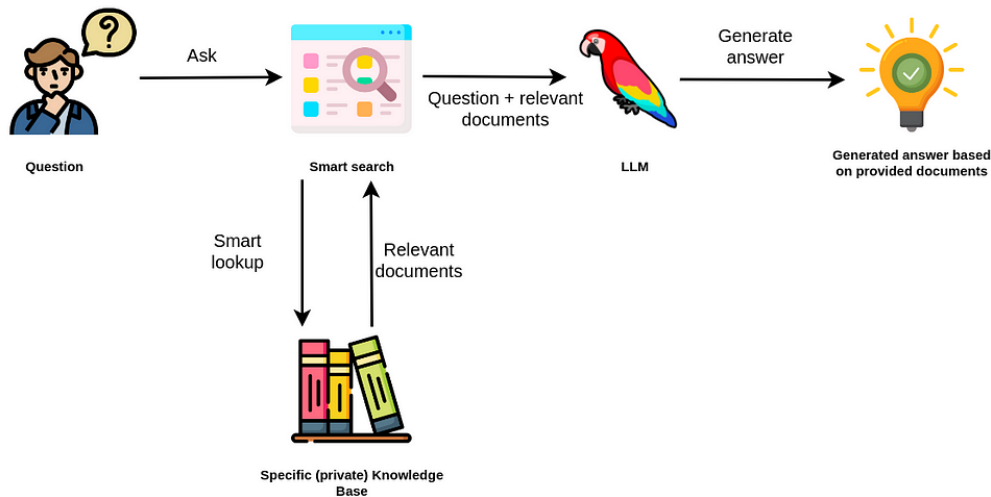 ?
Ask
Question + relevant
documents
Generate
answer
Question
Smart search
LLM
Generated answer based
on provided documents
Smart
lookup
Relevant
documents
Specific (private) Knowledge
Base